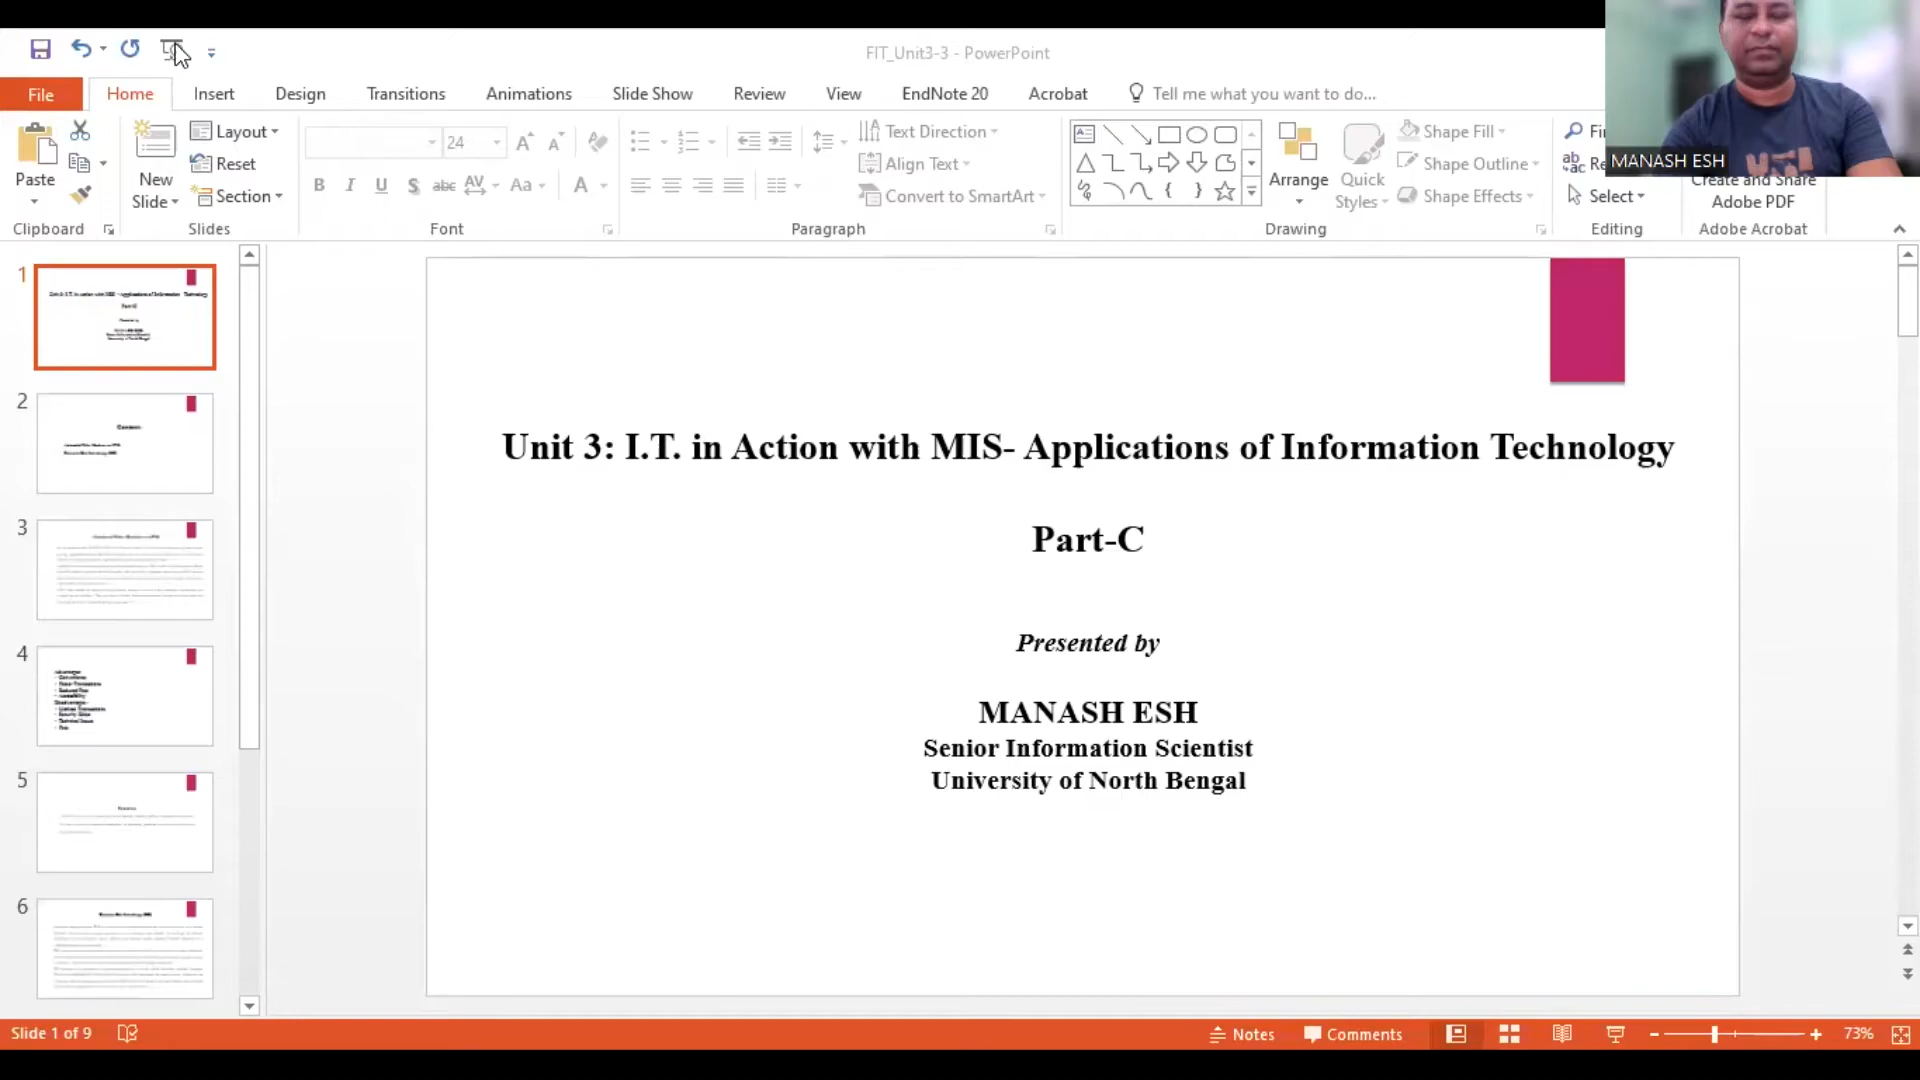 FIT_Unit3-3 - PowerPoint
File Home Insert Design Transitions Animations Slide Show Review View EndNote 20 Acrobat Tell me what you want to do...
Paste
Clipboard
New
Slide
Layout
Reset
Section
Slides
24
B I U S abc AV Aa A
Font
Text Direction
Align Text
Convert to SmartArt
Paragraph
Arrange
Quick
Styles
Shape Fill
Shape Outline
Shape Effects
Drawing
Select
Editing
Create and Share
Adobe PDF
Adobe Acrobat
MANASH ESH
1
2
3
4
5
6
Unit 3: I.T. in Action with MIS- Applications of Information Technology
Part-C
Presented by
MANASH ESH
Senior Information Scientist
University of North Bengal
Slide 1 of 9
Notes
Comments
73%